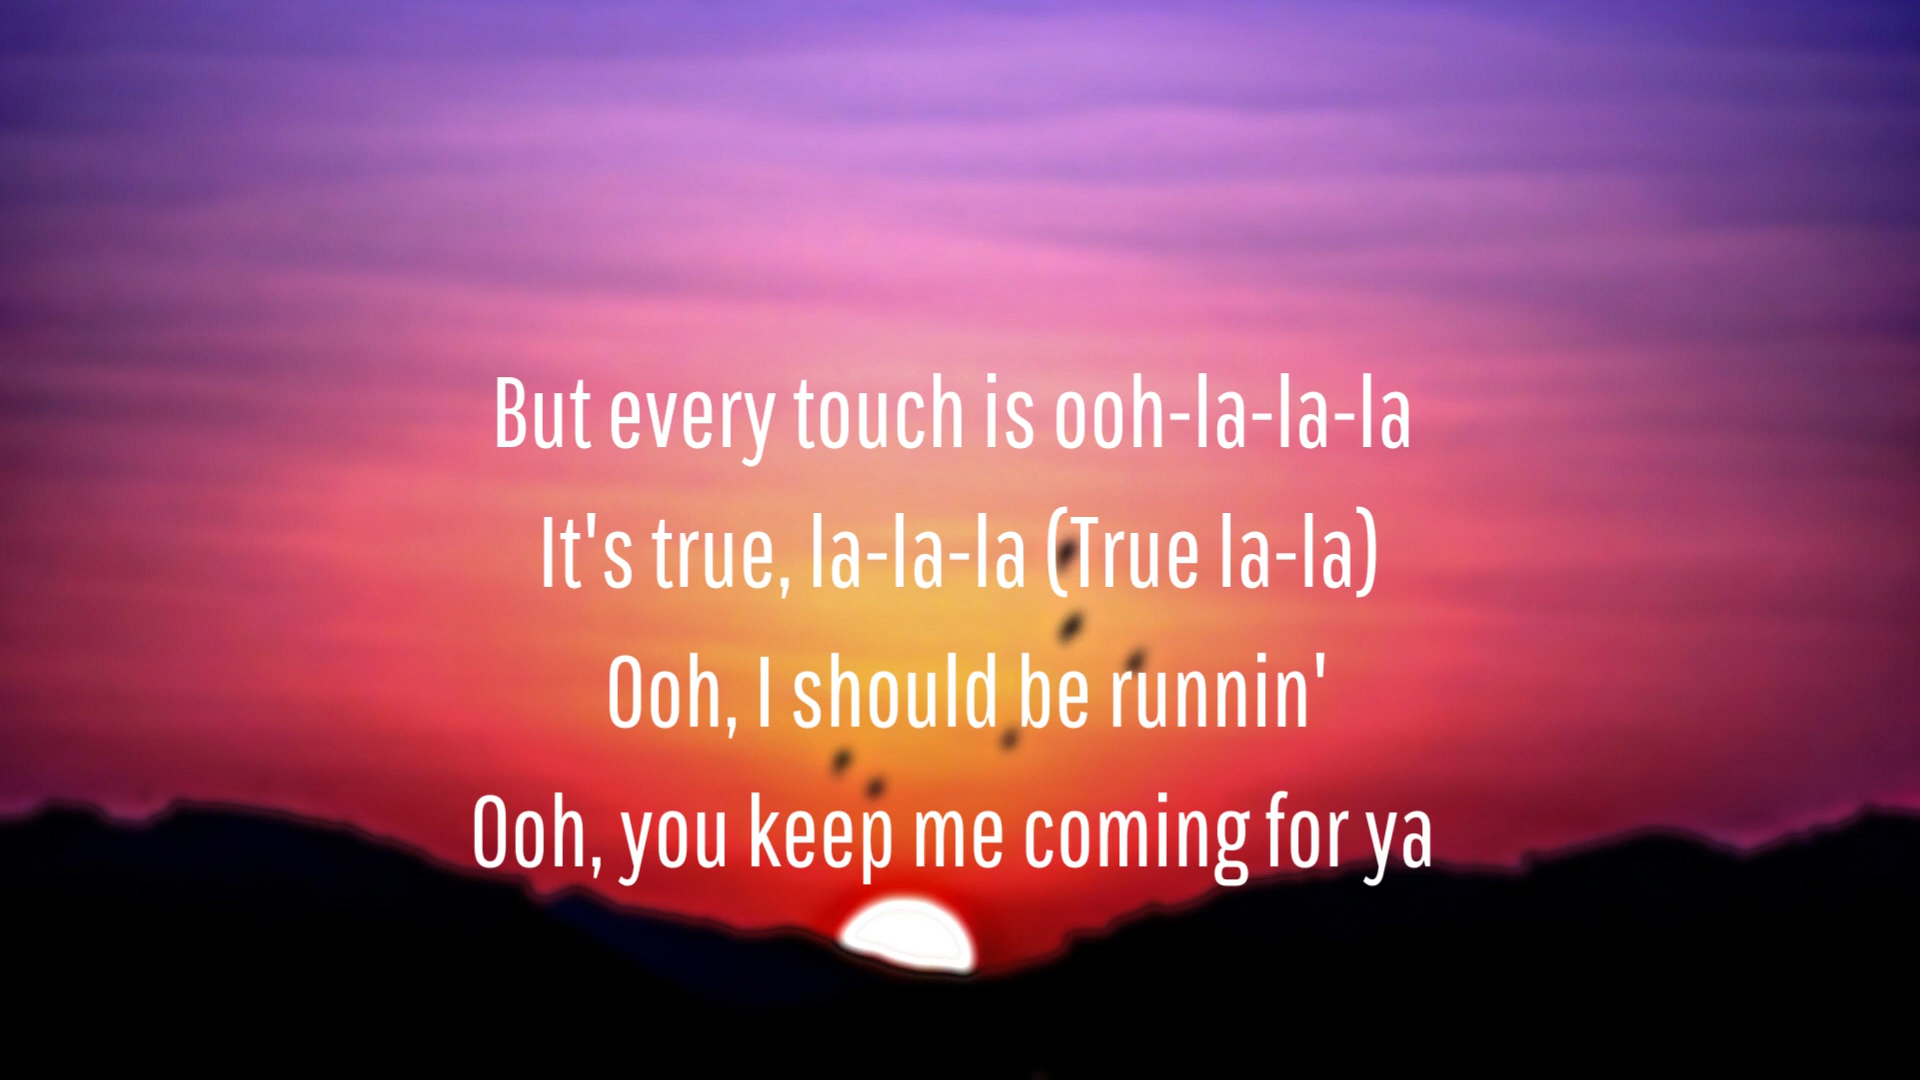 But every touch is ooh-la-la-la
It's true, la-la-la (True la-la)
Ooh, I should be runnin'
Ooh, you keep me coming for ya